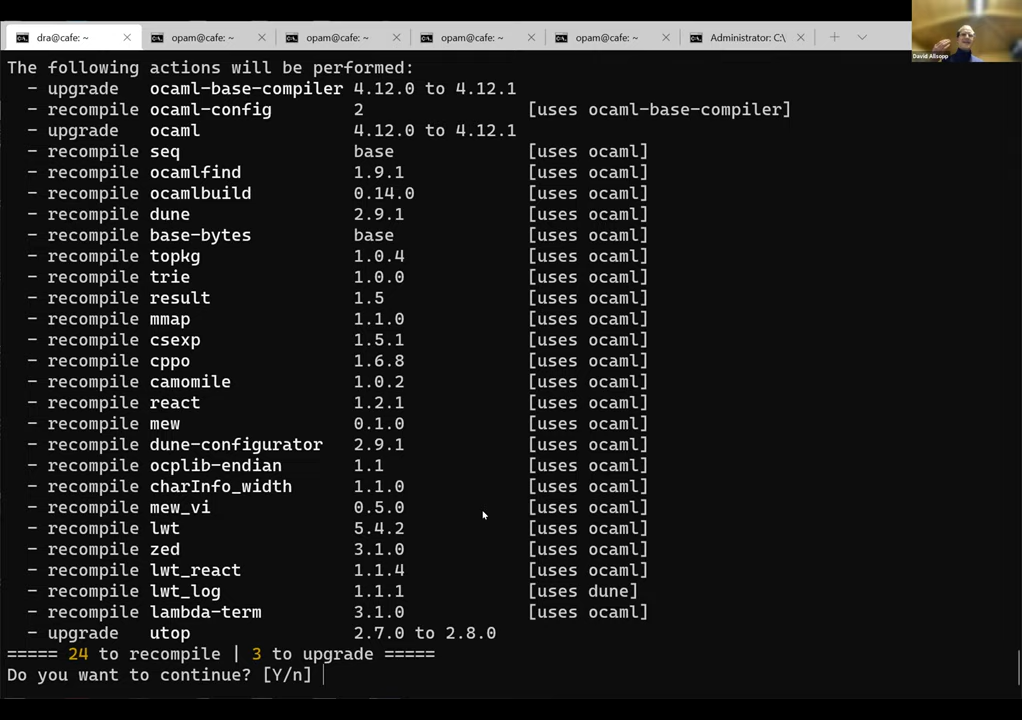 dra@cafe: ~
opam@cafe: ~
opam@cafe: ~
opam@cafe: ~
opam@cafe: ~
Administrator: C:\
David Allsopp
The following actions will be performed:
- upgrade ocaml-base-compiler 4.12.0 to 4.12.1
- recompile ocaml-config 2 [uses ocaml-base-compiler]
- upgrade ocaml 4.12.0 to 4.12.1
- recompile seq base [uses ocaml]
- recompile ocamlfind 1.9.1 [uses ocaml]
- recompile ocamlbuild 0.14.0 [uses ocaml]
- recompile dune 2.9.1 [uses ocaml]
- recompile base-bytes base [uses ocaml]
- recompile topkg 1.0.4 [uses ocaml]
- recompile trie 1.0.0 [uses ocaml]
- recompile result 1.5 [uses ocaml]
- recompile mmap 1.1.0 [uses ocaml]
- recompile csexp 1.5.1 [uses ocaml]
- recompile cppo 1.6.8 [uses ocaml]
- recompile camomile 1.0.2 [uses ocaml]
- recompile react 1.2.1 [uses ocaml]
- recompile mew 0.1.0 [uses ocaml]
- recompile dune-configurator 2.9.1 [uses ocaml]
- recompile ocplib-endian 1.1 [uses ocaml]
- recompile charInfo_width 1.1.0 [uses ocaml]
- recompile mew_vi 0.5.0 [uses ocaml]
- recompile lwt 5.4.2 [uses ocaml]
- recompile zed 3.1.0 [uses ocaml]
- recompile lwt_react 1.1.4 [uses ocaml]
- recompile lwt_log 1.1.1 [uses dune]
- recompile lambda-term 3.1.0 [uses ocaml]
- upgrade utop 2.7.0 to 2.8.0
===== 24 to recompile | 3 to upgrade =====
Do you want to continue? [Y/n]